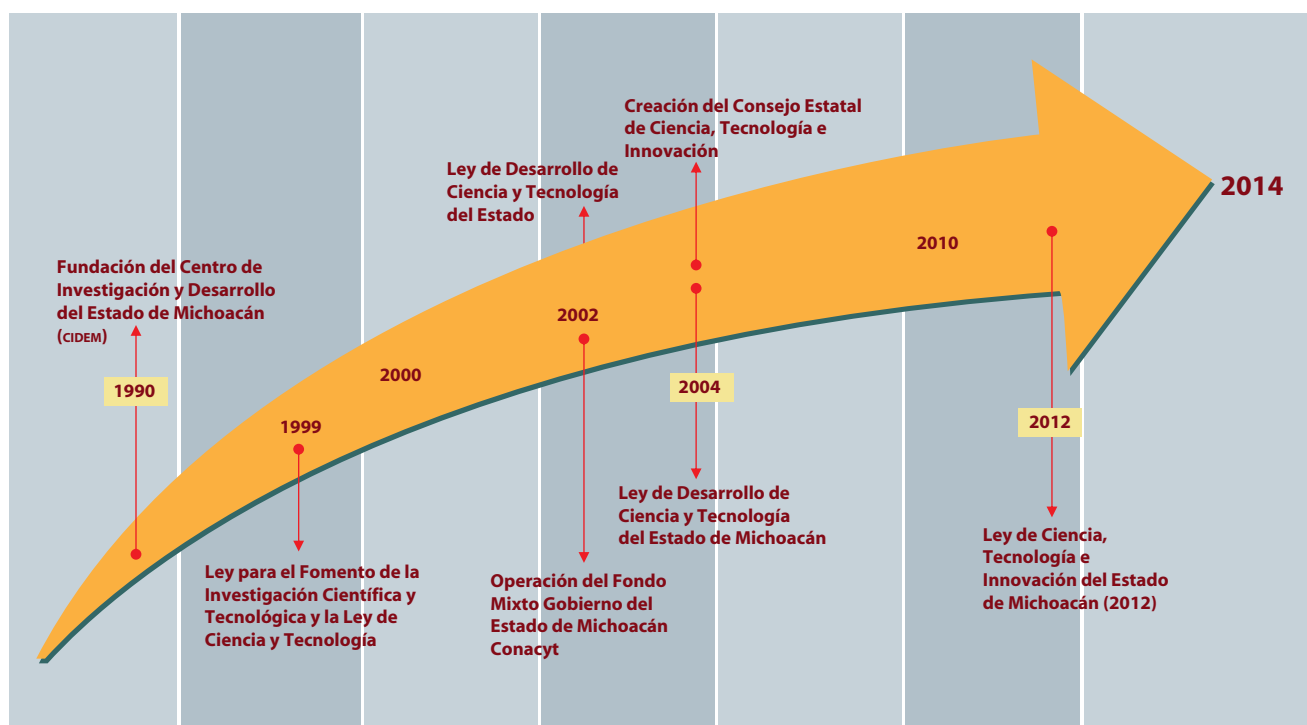 Fundación del Centro de
Investigación y Desarrollo
del Estado de Michoacán
(CIDEM)
1990
1999
Ley para el Fomento de la
Investigación Científica y
Tecnológica y la Ley de
Ciencia y Tecnología
2000
Ley de Desarrollo de
Ciencia y Tecnología
del Estado
2002
Operación del Fondo
Mixto Gobierno del
Estado de Michoacán
Conacyt
Creación del Consejo Estatal
de Ciencia, Tecnología e
Innovación
2004
Ley de Desarrollo de
Ciencia y Tecnología
del Estado de Michoacán
2010
2012
Ley de Ciencia,
Tecnología e
Innovación del Estado
de Michoacán (2012)
2014